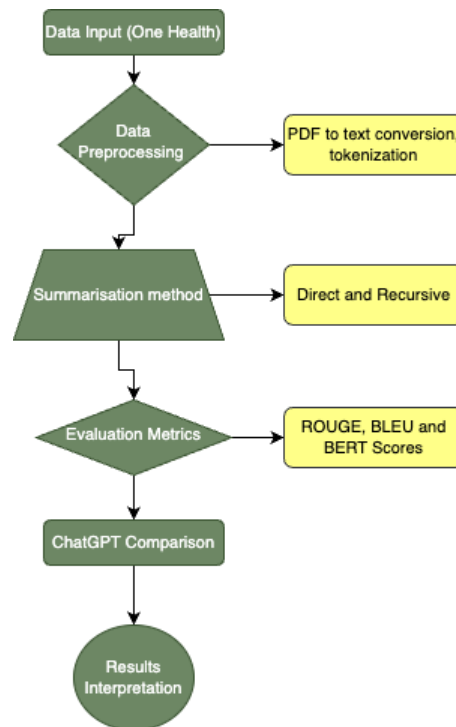 Data Input (One Health)
Data
Preprocessing
PDF to text conversion,
tokenization
Summarisation method
Direct and Recursive
Evaluation Metrics
ROUGE, BLEU and
BERT Scores
ChatGPT Comparison
Results
Interpretation